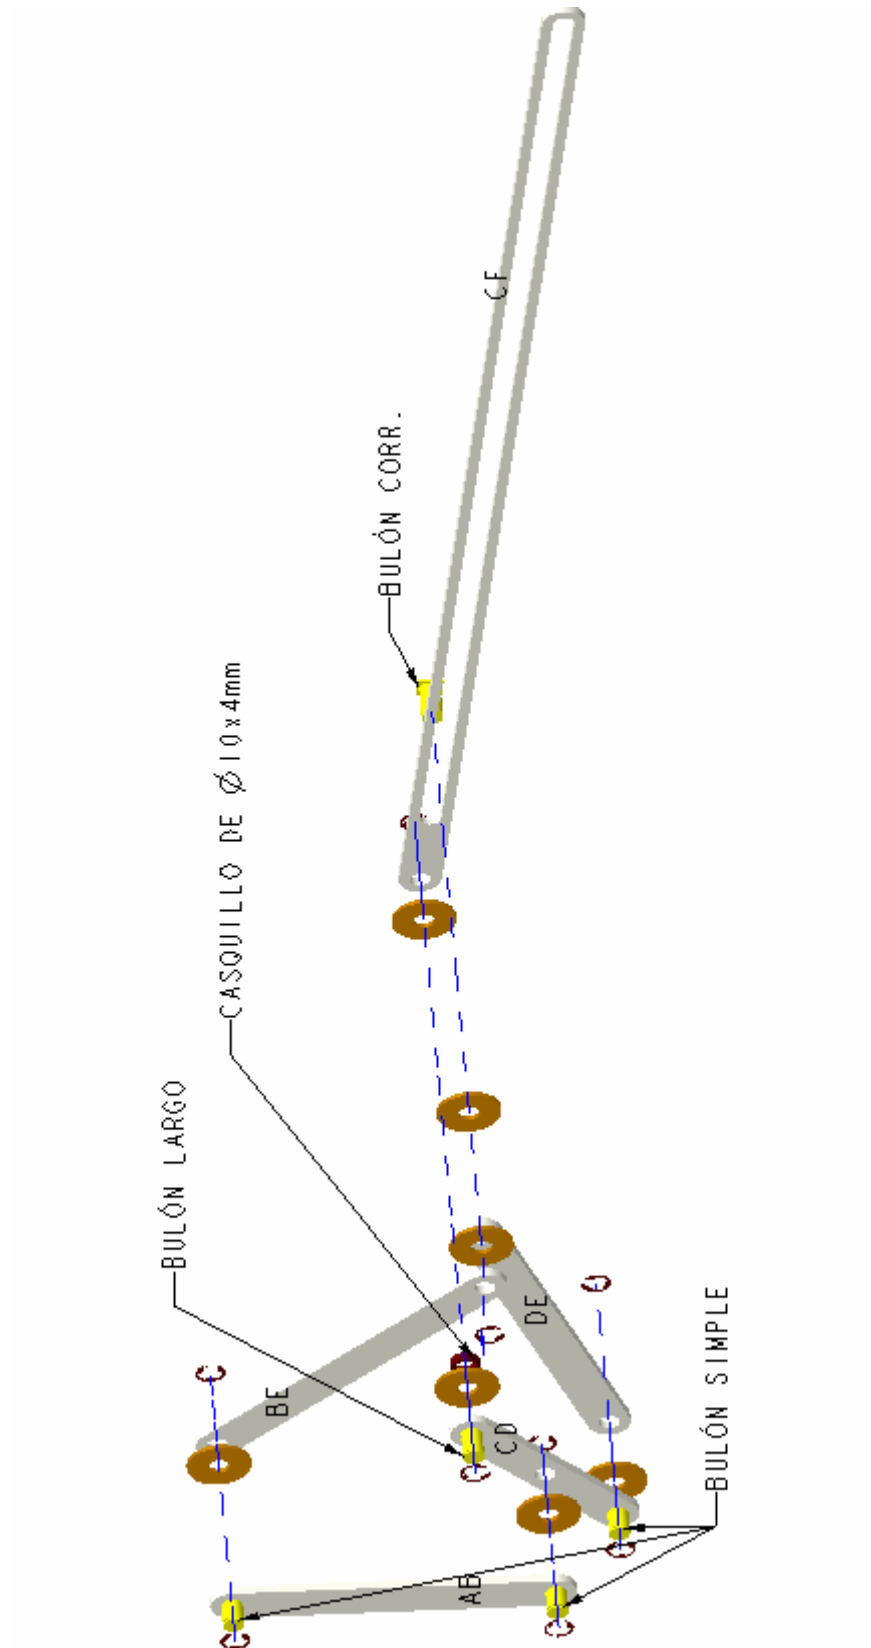 CF
BULÓN CORR.
CASQUILLO DE Ø10x4mm
BULÓN LARGO
BE
DE
CD
AB
BULÓN SIMPLE